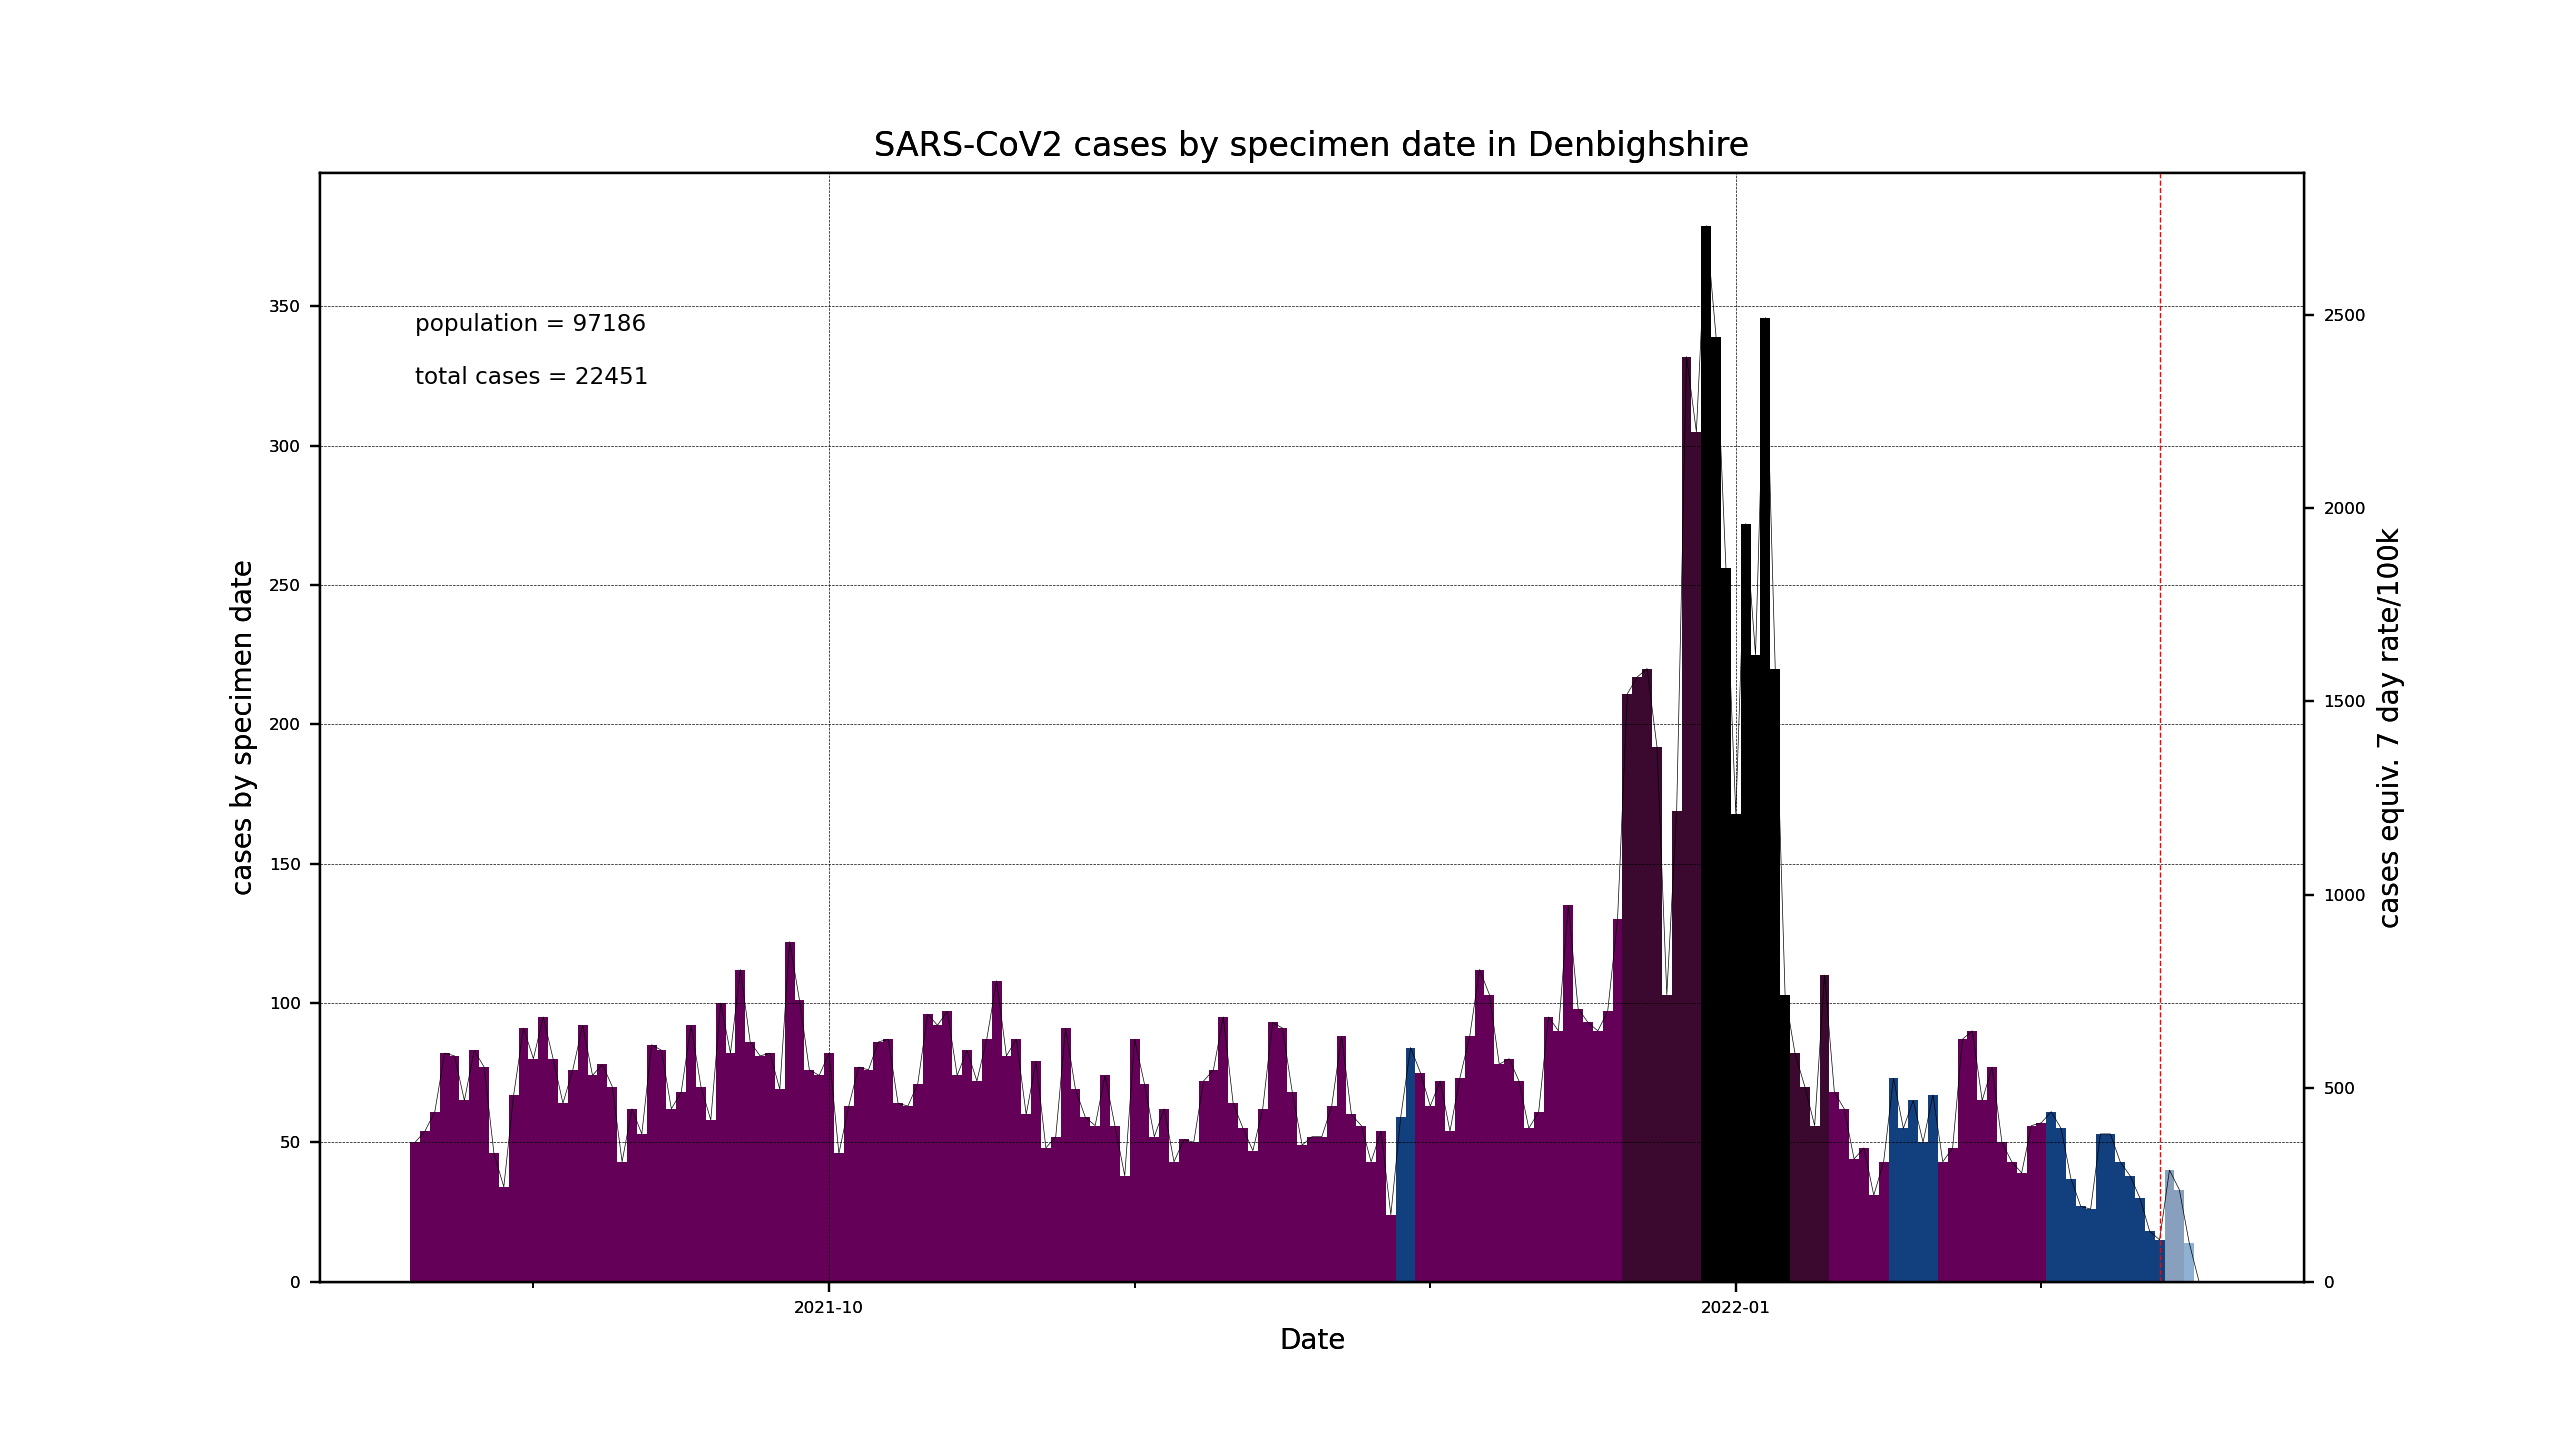 SARS-CoV2 cases by specimen date in Denbighshire
population = 97186
total cases = 22451
cases by specimen date
350
300
250
200
150
100
50
0
2500
2000
1500
1000
500
0
cases equiv. 7 day rate/100k
2021-10
2022-01
Date